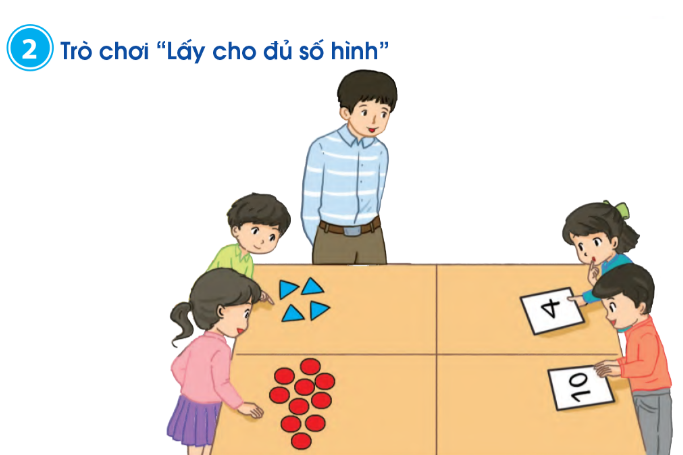 2 Trò chơi “Lấy cho đủ số hình”
4
10